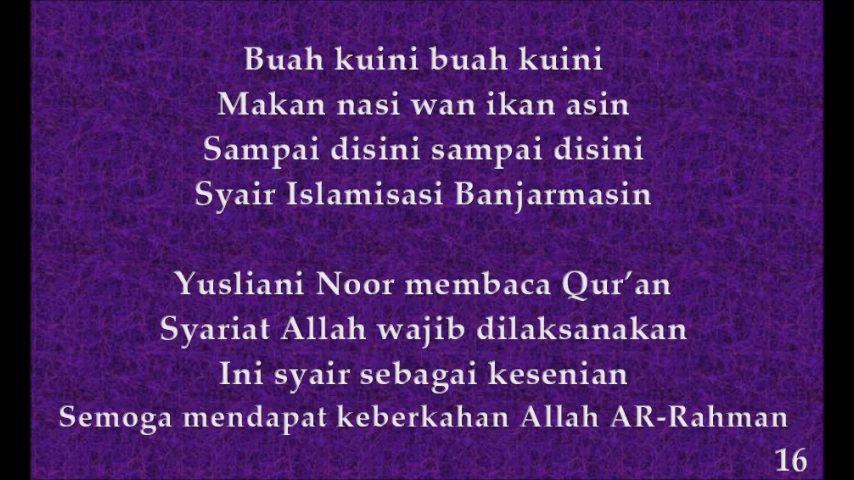 Buah kuini buah kuini
Makan nasi wan ikan asin
Sampai disini sampai disini
Syair Islamisasi Banjarmasin
Yusliani Noor membaca Qur’an
Syariat Allah wajib dilaksanakan
Ini syair sebagai kesenian
Semoga mendapat keberkahan Allah AR-Rahman
16